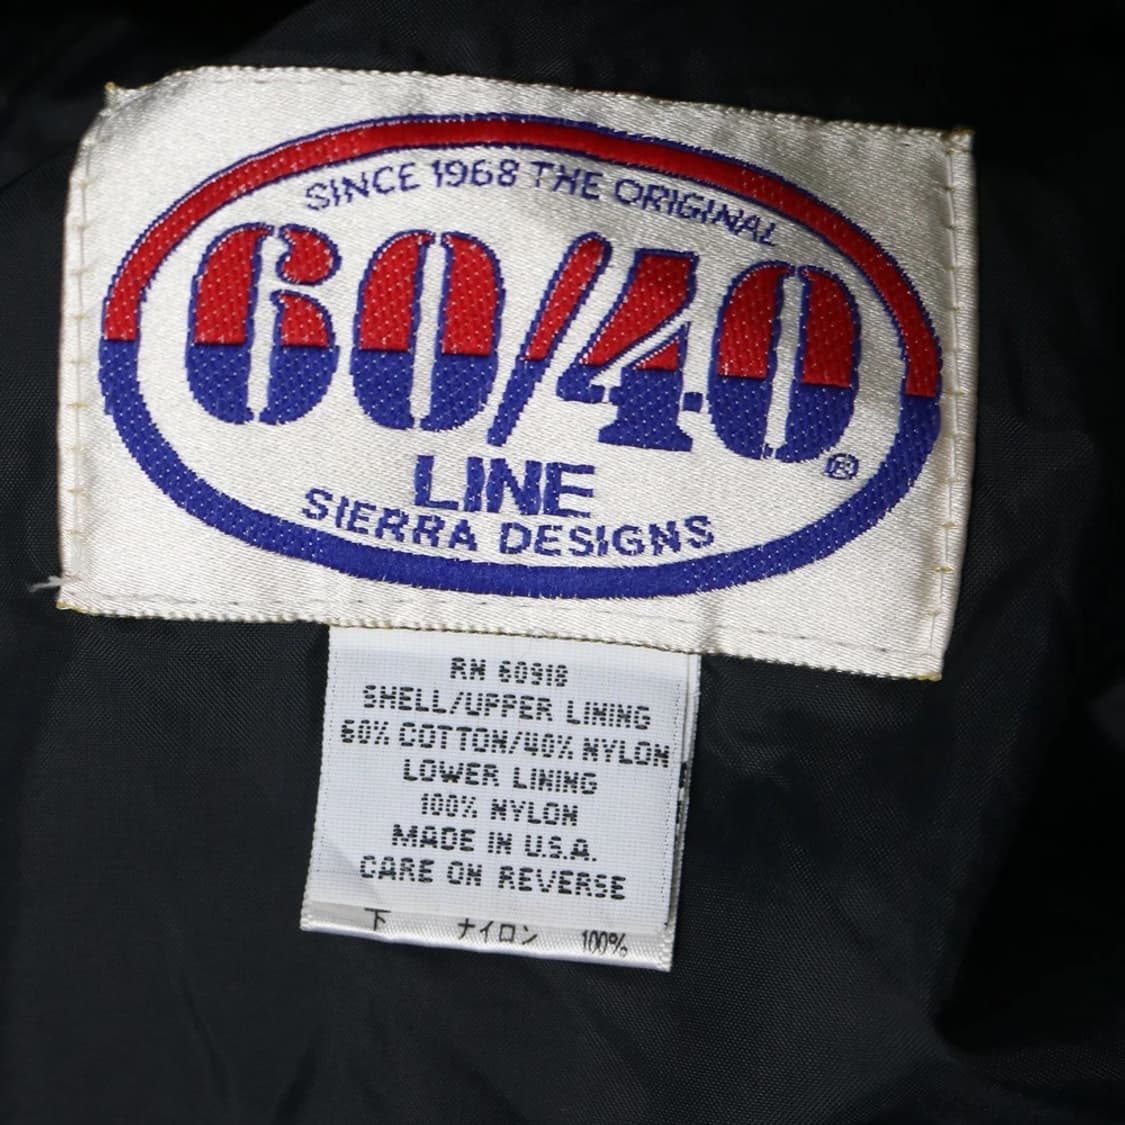 SINCE 1968 THE ORIGINAL
60/40®
LINE
SIERRA DESIGNS
RN 60918
SHELL/UPPER LINING
60% COTTON/40% NYLON
LOWER LINING
100% NYLON
MADE IN U.S.A.
CARE ON REVERSE
下 ナイロン 100%